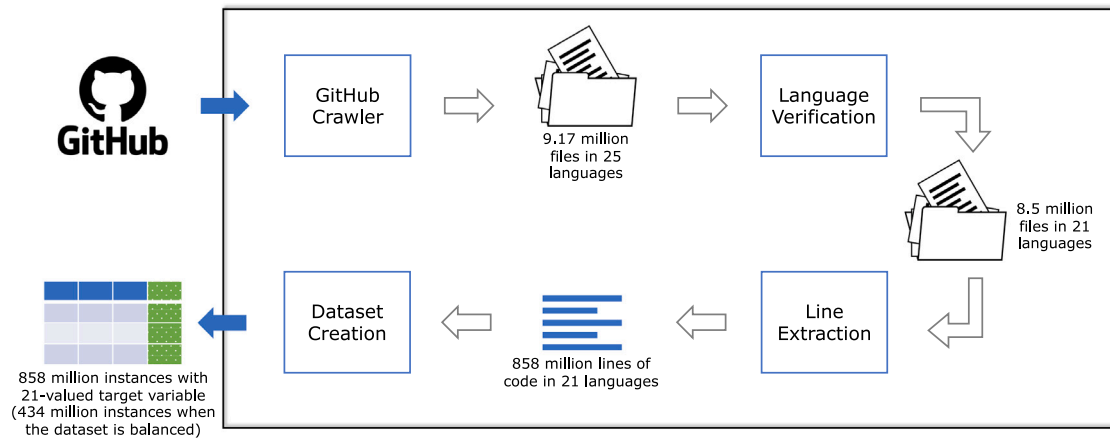 GitHub
GitHub
Crawler
9.17 million
files in 25
languages
Language
Verification
8.5 million
files in 21
languages
Line
Extraction
858 million lines of
code in 21 languages
Dataset
Creation
858 million instances with
21-valued target variable
(434 million instances when
the dataset is balanced)